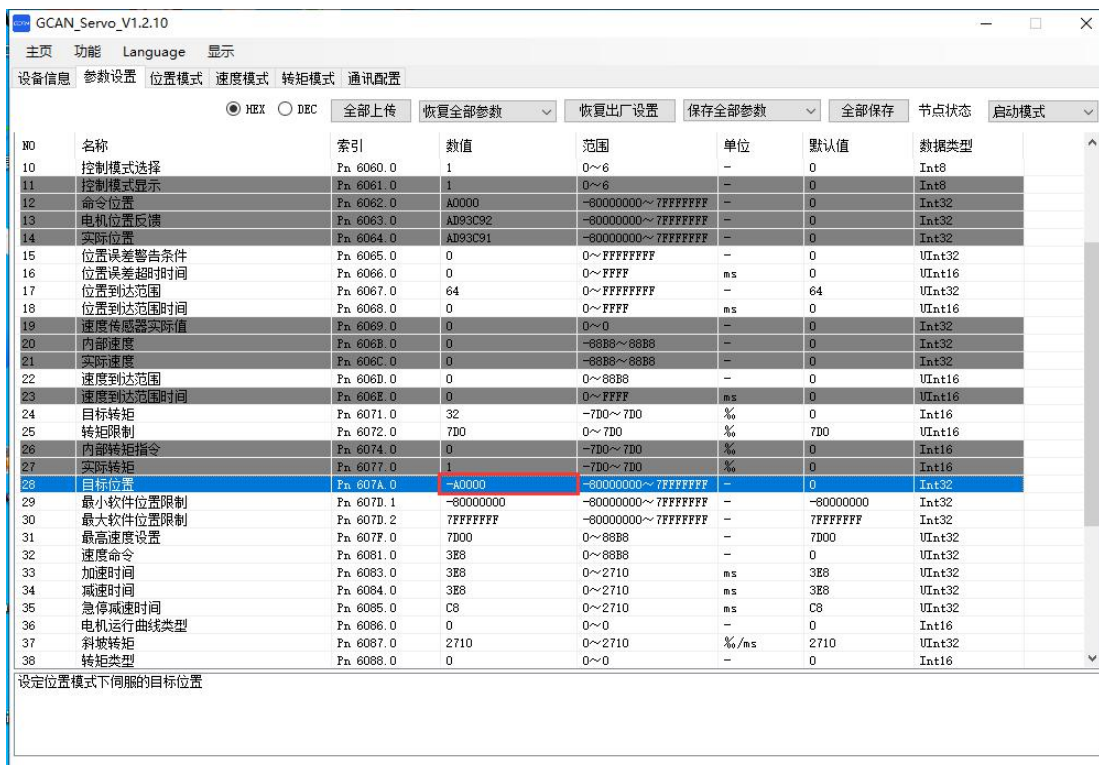 GCAN_Servo_V1.2.10
主页 功能 Language 显示
设备信息 参数设置 位置模式 速度模式 转矩模式 通讯配置
HEX DEC 全部上传 恢复全部参数 恢复出厂设置 保存全部参数 全部保存 节点状态 启动模式
NO 名称 索引 数值 范围 单位 默认值 数据类型
10 控制模式选择 Pn 6060.0 1 0~6 - 0 Int8
11 控制模式显示 Pn 6061.0 1 0~6 - 0 Int8
12 命令位置 Pn 6062.0 A0000 -80000000~7FFFFFFF - 0 Int32
13 电机位置反馈 Pn 6063.0 AD93C92 -80000000~7FFFFFFF - 0 Int32
14 实际位置 Pn 6064.0 AD93C91 -80000000~7FFFFFFF - 0 Int32
15 位置误差警告条件 Pn 6065.0 0 0~FFFFFFFF - 0 UInt32
16 位置误差超时时间 Pn 6066.0 0 0~FFFF ms 0 UInt16
17 位置到达范围 Pn 6067.0 64 0~FFFFFFFF - 64 UInt32
18 位置到达范围时间 Pn 6068.0 0 0~FFFF ms 0 UInt16
19 速度传感器实际值 Pn 6069.0 0 0~0 - 0 Int32
20 内部速度 Pn 606B.0 0 -88B8~88B8 - 0 Int32
21 实际速度 Pn 606C.0 0 -88B8~88B8 - 0 Int32
22 速度到达范围 Pn 606D.0 0 0~88B8 - 0 UInt16
23 速度到达范围时间 Pn 606E.0 0 0~FFFF ms 0 UInt16
24 目标转矩 Pn 6071.0 32 -7D0~7D0 ‰ 0 Int16
25 转矩限制 Pn 6072.0 7D0 0~7D0 ‰ 7D0 UInt16
26 内部转矩指令 Pn 6074.0 0 -7D0~7D0 ‰ 0 Int16
27 实际转矩 Pn 6077.0 1 -7D0~7D0 ‰ 0 Int16
28 目标位置 Pn 607A.0 -A0000 -80000000~7FFFFFFF - 0 Int32
29 最小软件位置限制 Pn 607D.1 -80000000 -80000000~7FFFFFFF - -80000000 Int32
30 最大软件位置限制 Pn 607D.2 7FFFFFFF -80000000~7FFFFFFF - 7FFFFFFF Int32
31 最高速度设置 Pn 607F.0 7D00 0~88B8 - 7D00 UInt32
32 速度命令 Pn 6081.0 3E8 0~88B8 - 0 UInt32
33 加速时间 Pn 6083.0 3E8 0~2710 ms 3E8 UInt32
34 减速时间 Pn 6084.0 3E8 0~2710 ms 3E8 UInt32
35 急停减速时间 Pn 6085.0 C8 0~2710 ms C8 UInt32
36 电机运行曲线类型 Pn 6086.0 0 0~0 - 0 Int16
37 斜坡转矩 Pn 6087.0 2710 0~2710 ‰/ms 2710 UInt32
38 转矩类型 Pn 6088.0 0 0~0 - 0 Int16
设定位置模式下伺服的目标位置